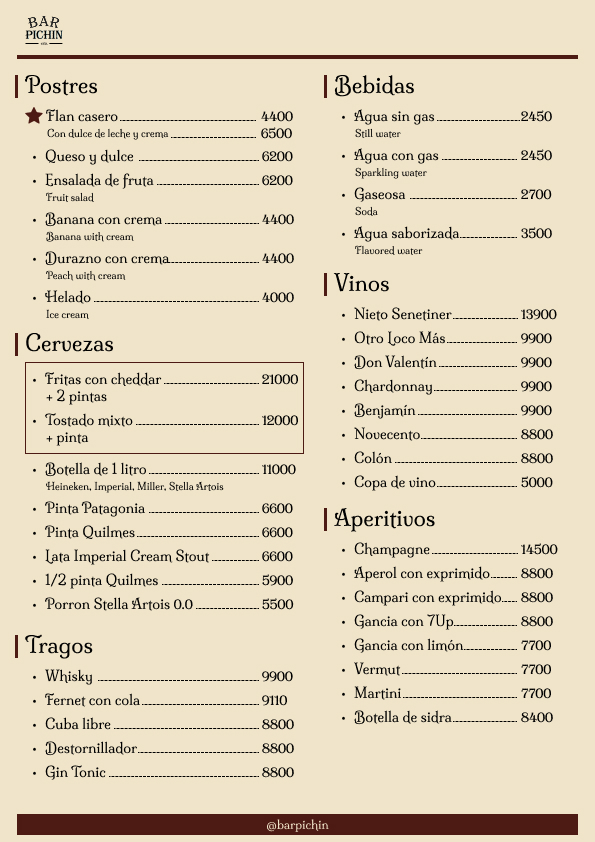 BAR
PICHIN
Postres
Flan casero 4400
Con dulce de leche y crema 6500
• Queso y dulce 6200
• Ensalada de fruta 6200
Fruit salad
• Banana con crema 4400
Banana with cream
• Durazno con crema 4400
Peach with cream
• Helado 4000
Ice cream
Cervezas
• Fritas con cheddar 21000
+ 2 pintas
• Tostado mixto 12000
+ pinta
• Botella de 1 litro 11000
Heineken, Imperial, Miller, Stella Artois
• Pinta Patagonia 6600
• Pinta Quilmes 6600
• Lata Imperial Cream Stout 6600
• 1/2 pinta Quilmes 5900
• Porron Stella Artois 0.0 5500
Tragos
• Whisky 9900
• Fernet con cola 9110
• Cuba libre 8800
• Destornillador 8800
• Gin Tonic 8800
Bebidas
• Agua sin gas 2450
Still water
• Agua con gas 2450
Sparkling water
• Gaseosa 2700
Soda
• Agua saborizada 3500
Flavored water
Vinos
• Nieto Senetiner 13900
• Otro Loco Más 9900
• Don Valentín 9900
• Chardonnay 9900
• Benjamín 9900
• Novecento 8800
• Colón 8800
• Copa de vino 5000
Aperitivos
• Champagne 14500
• Aperol con exprimido 8800
• Campari con exprimido 8800
• Gancia con 7Up 8800
• Gancia con limón 7700
• Vermut 7700
• Martini 7700
• Botella de sidra 8400
@barpichin